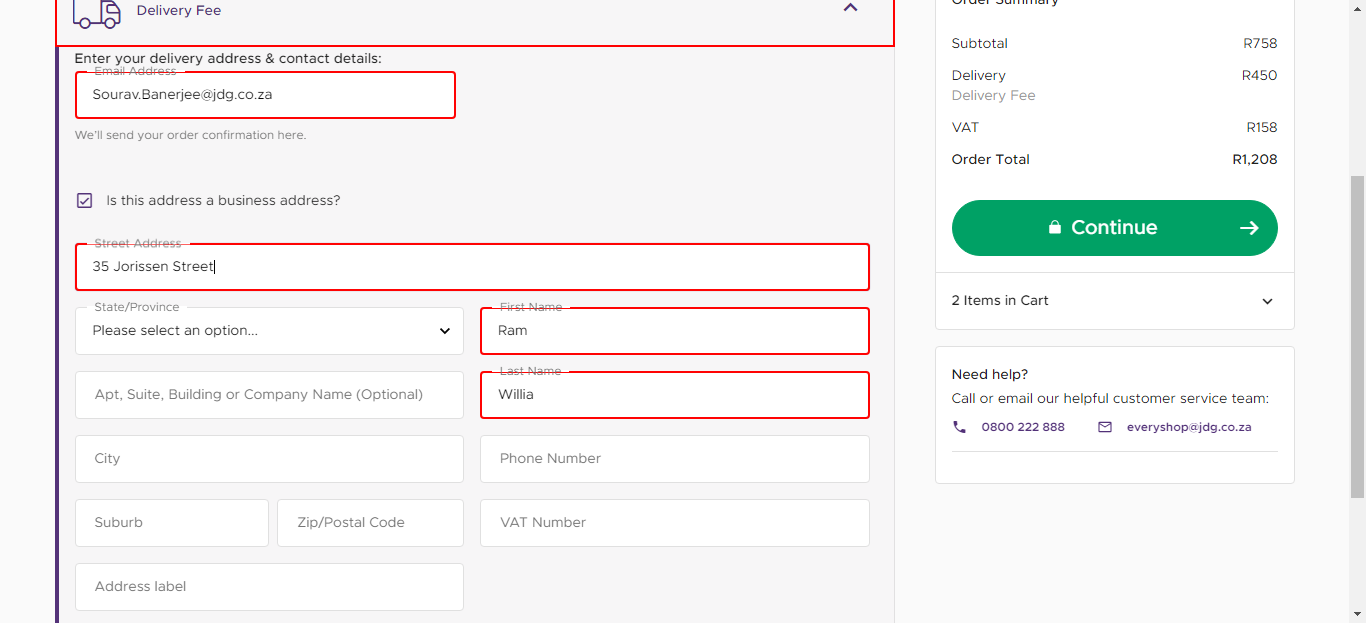 Delivery Fee
Enter your delivery address & contact details:
Email Address
Sourav.Banerjee@jdg.co.za
We'll send your order confirmation here.
Is this address a business address?
Street Address
35 Jorissen Street
State/Province
Please select an option...
First Name
Ram
Apt, Suite, Building or Company Name (Optional)
Last Name
Willia
City
Phone Number
Suburb
Zip/Postal Code
VAT Number
Address label
Order Summary
Subtotal R758
Delivery R450
Delivery Fee
VAT R158
Order Total R1,208
Continue
2 Items in Cart
Need help?
Call or email our helpful customer service team:
0800 222 888 everyshop@jdg.co.za